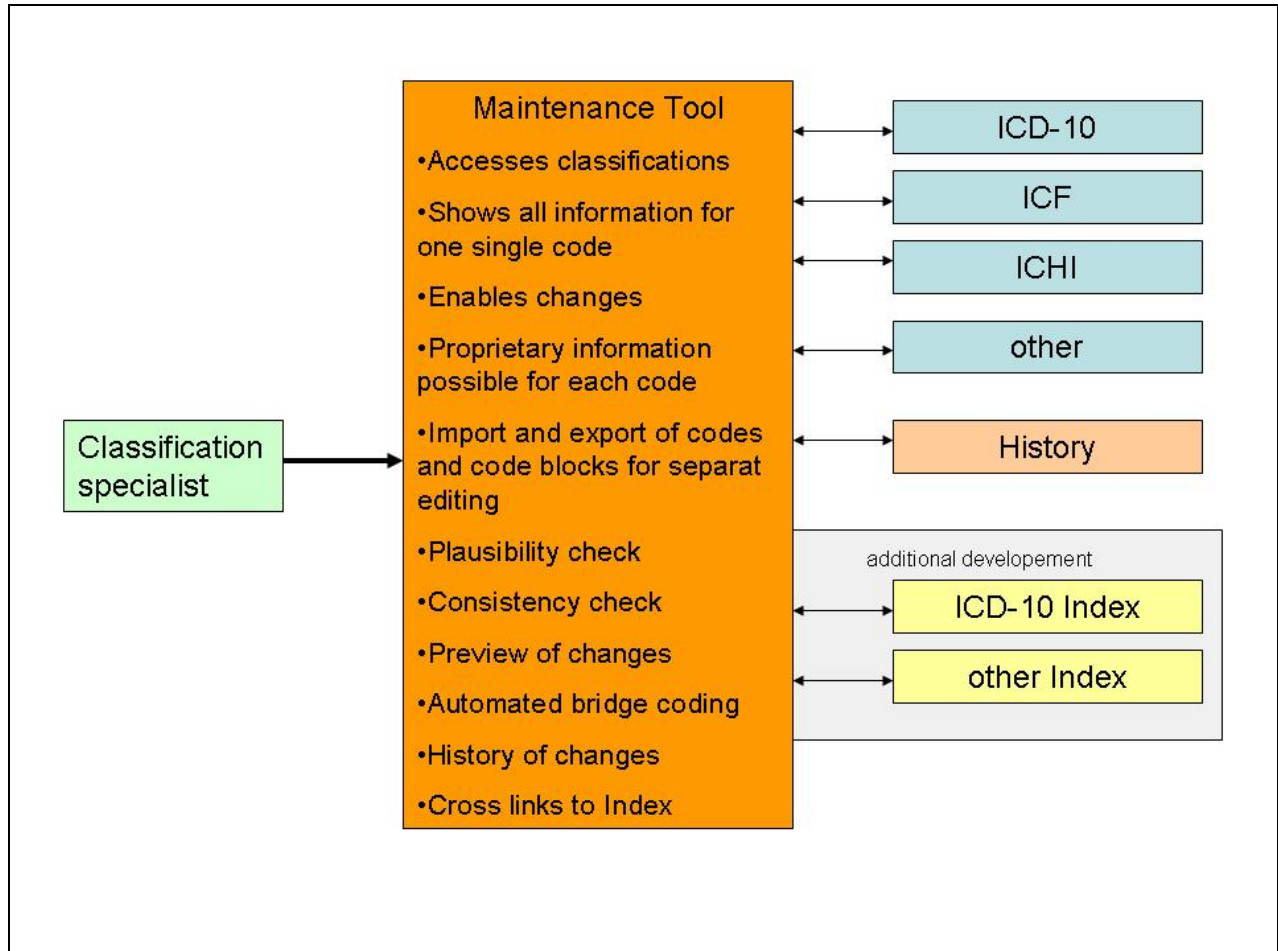 Maintenance Tool
•Accesses classifications
•Shows all information for
one single code
•Enables changes
•Proprietary information
possible for each code
•Import and export of codes
and code blocks for separat
editing
•Plausibility check
•Consistency check
•Preview of changes
•Automated bridge coding
•History of changes
•Cross links to Index
Classification
specialist
ICD-10
ICF
ICHI
other
History
additional developement
ICD-10 Index
other Index